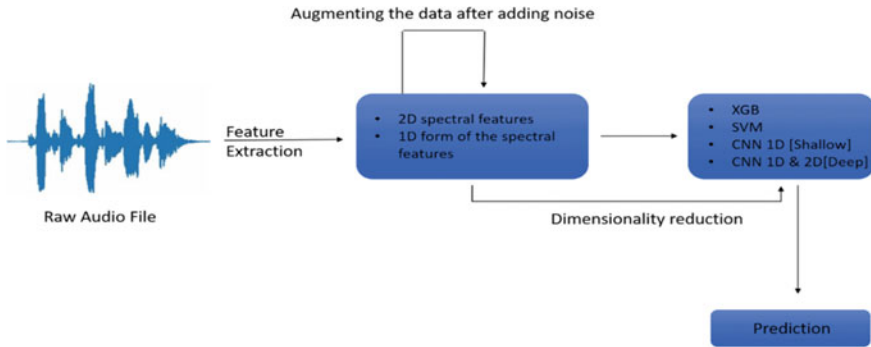 Augmenting the data after adding noise
Feature
Extraction
Raw Audio File
• 2D spectral features
• 1D form of the spectral
features
• XGB
• SVM
• CNN 1D [Shallow]
• CNN 1D & 2D[Deep]
Dimensionality reduction
Prediction